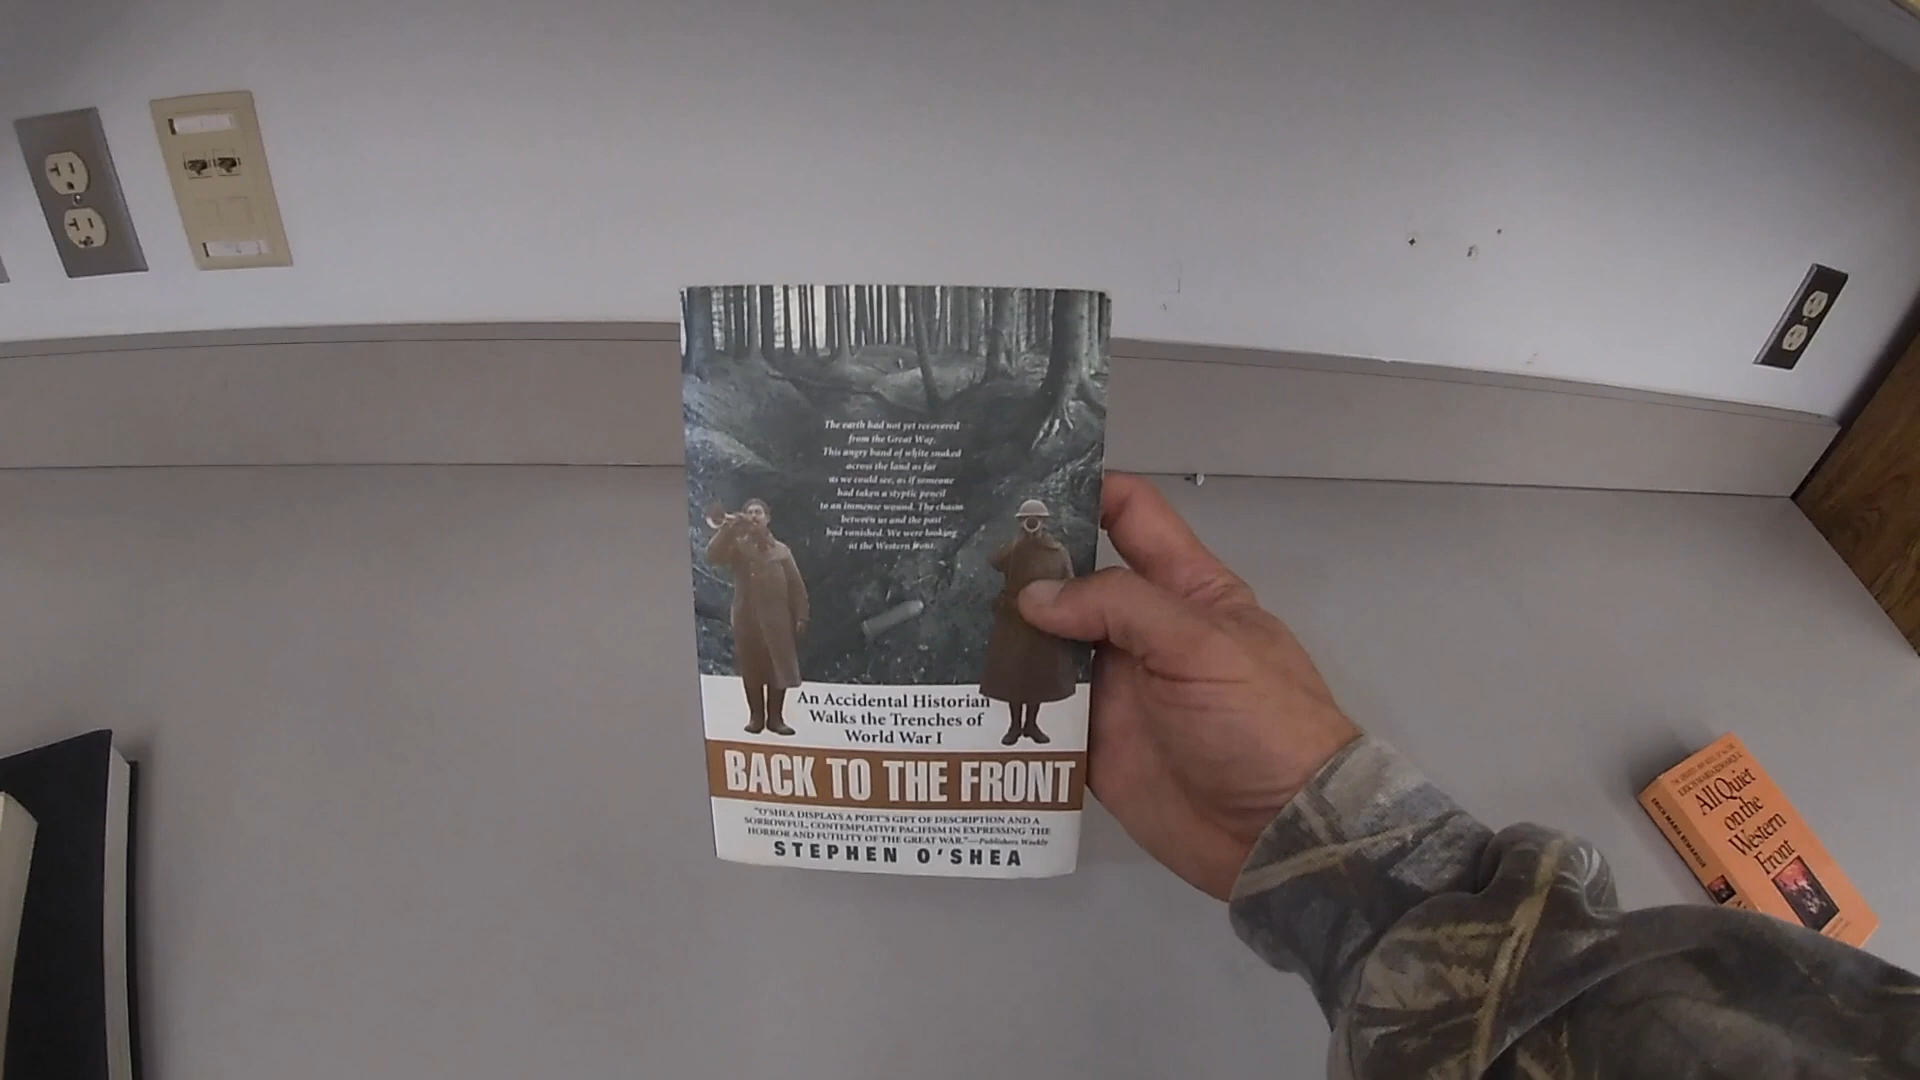 The earth had not yet recovered
from the Great War.
This angry band of white snaked
across the land as far
as we could see, as if someone
had taken a styptic pencil
to an immense wound. The chasm
between us and the past
had vanished. We were looking
at the Western Front.
An Accidental Historian
Walks the Trenches of
World War I
BACK TO THE FRONT
"O'SHEA DISPLAYS A POET'S GIFT OF DESCRIPTION AND A
SORROWFUL, CONTEMPLATIVE PACIFISM IN EXPRESSING THE
HORROR AND FUTILITY OF THE GREAT WAR."—Publishers Weekly
STEPHEN O'SHEA
ERICH MARIA REMARQUE
All Quiet
on the
Western
Front
ERICH MARIA REMARQUE